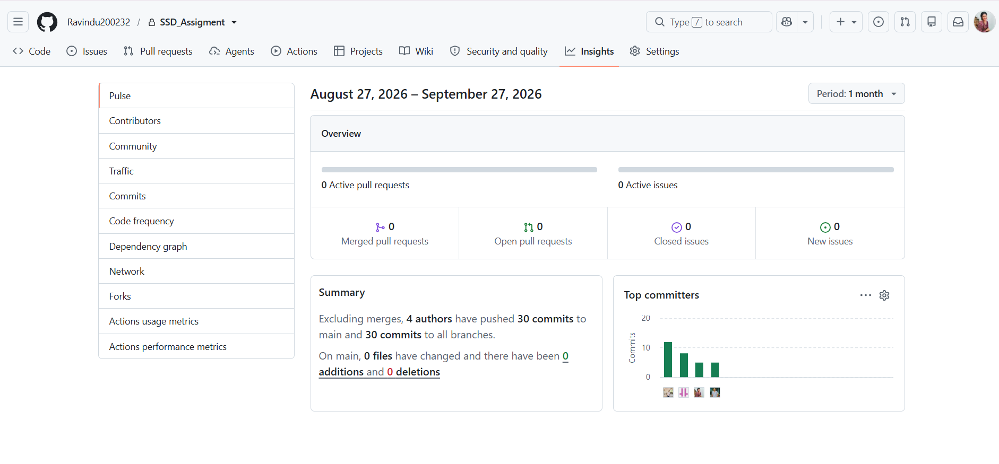 Ravindu200232 / SSD_Assigment
Type / to search
Code Issues Pull requests Agents Actions Projects Wiki Security and quality Insights Settings
Pulse
Contributors
Community
Traffic
Commits
Code frequency
Dependency graph
Network
Forks
Actions usage metrics
Actions performance metrics
August 27, 2026 – September 27, 2026
Period: 1 month
Overview
0 Active pull requests
0 Active issues
0
Merged pull requests
0
Open pull requests
0
Closed issues
0
New issues
Summary
Excluding merges, 4 authors have pushed 30 commits to
main and 30 commits to all branches.
On main, 0 files have changed and there have been 0
additions and 0 deletions
Top committers
Commits
20
10
0